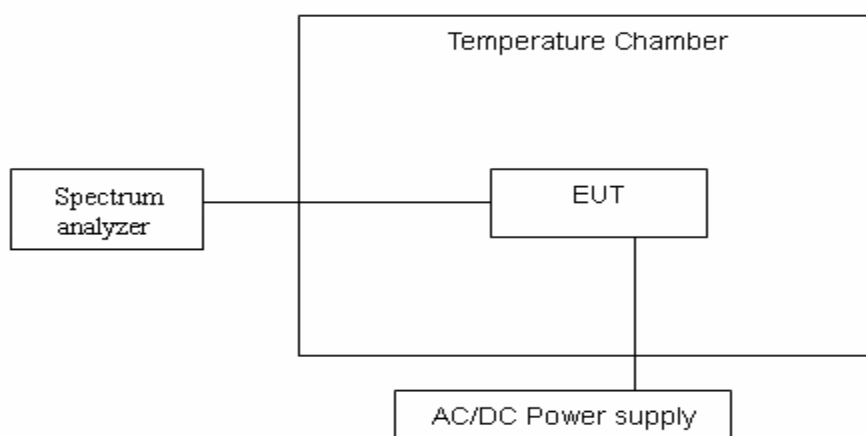 Temperature Chamber
Spectrum
analyzer
EUT
AC/DC Power supply